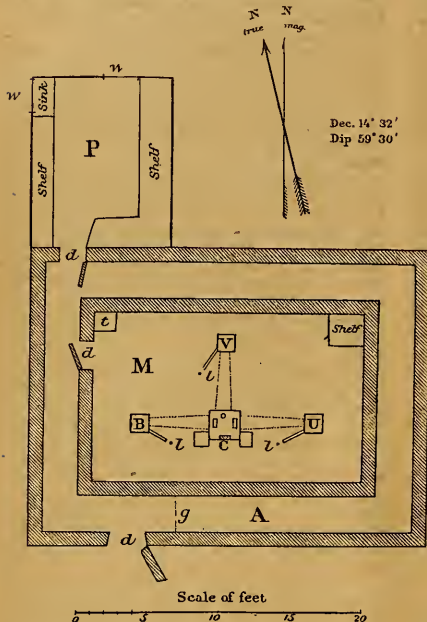 N N
true mag.
Dec. 14° 32'
Dip 59° 30'
w
w
Sink
Shelf
P
Shelf
d
t
Shelf
V
d
M
l
B
U
l
C
l
g
A
d
Scale of feet
0 5 10 15 20